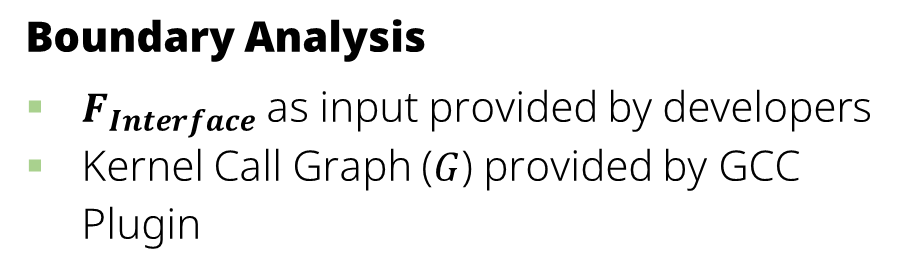 Boundary Analysis
▪ F_Interface as input provided by developers
▪ Kernel Call Graph (G) provided by GCC
Plugin